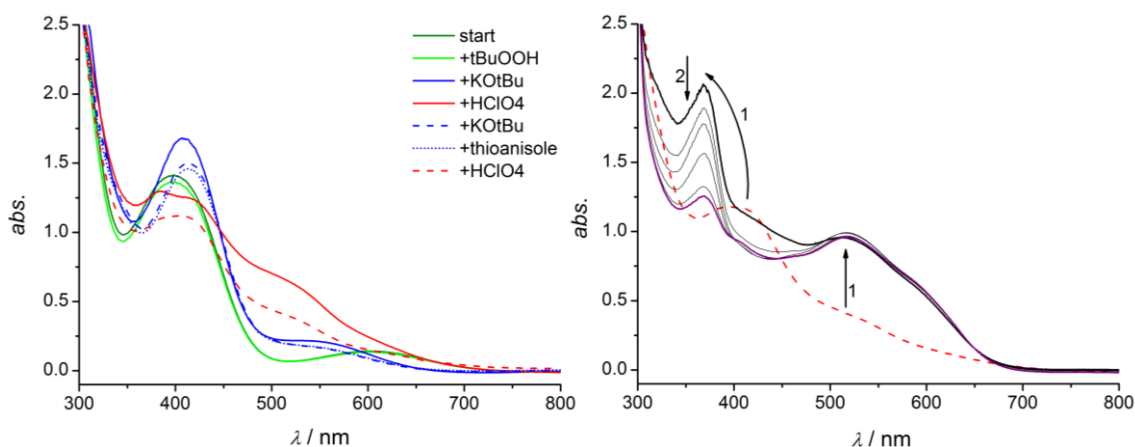 2.5
2.0
1.5
1.0
0.5
0.0
abs.
300 400 500 600 700 800
λ / nm
start
+tBuOOH
+KOtBu
+HClO4
+KOtBu
+thioanisole
+HClO4
2.5
2.0
1.5
1.0
0.5
0.0
abs.
300 400 500 600 700 800
λ / nm
2
1
1